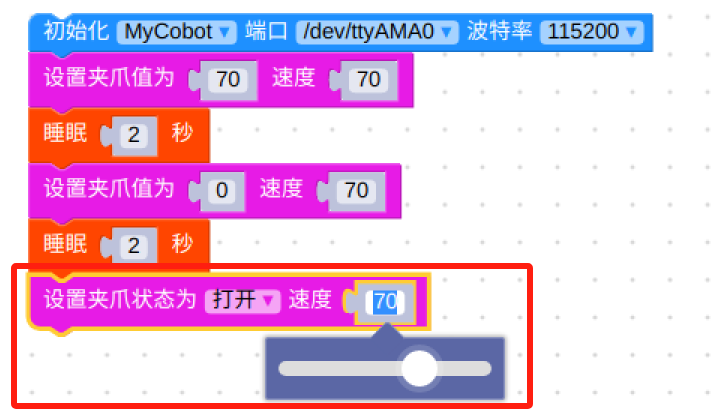 初始化 MyCobot 端口 /dev/ttyAMA0 波特率 115200
设置夹爪值为 70 速度 70
睡眠 2 秒
设置夹爪值为 0 速度 70
睡眠 2 秒
设置夹爪状态为 打开 速度 70